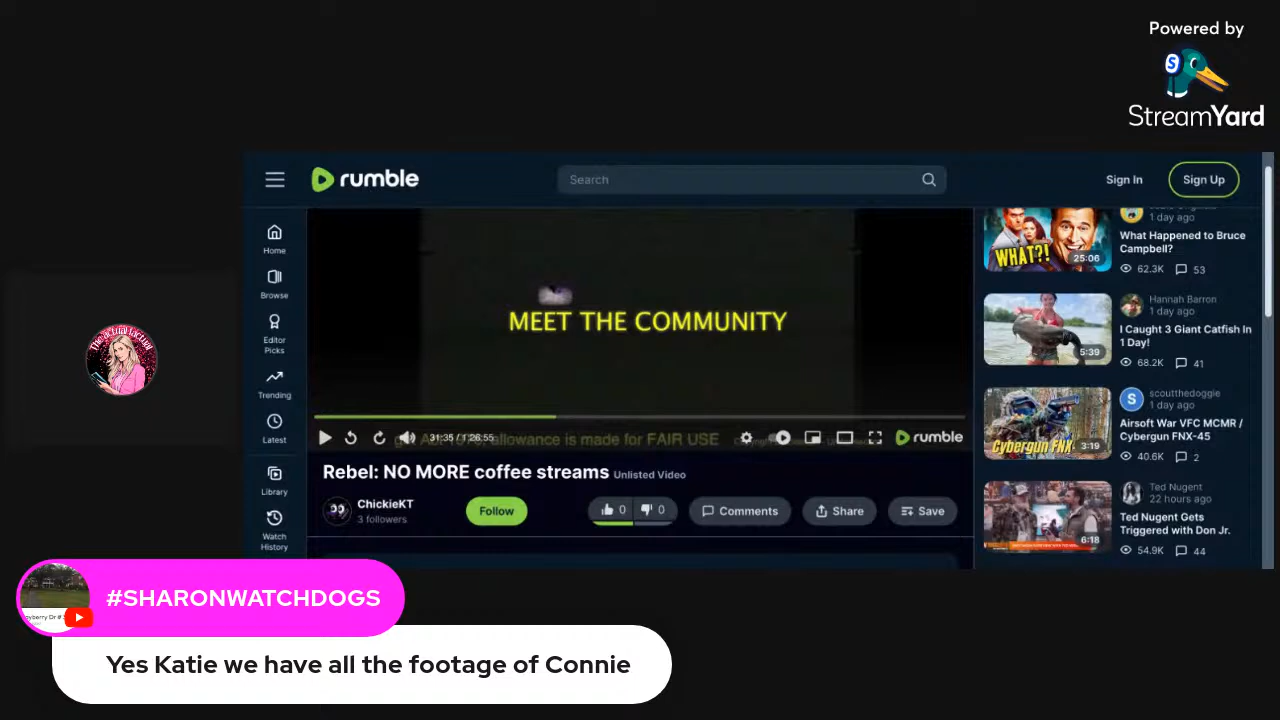 Powered by
StreamYard
rumble
Search
Sign In
Sign Up
Home
Browse
Editor
Picks
Trending
Latest
Library
Watch
History
MEET THE COMMUNITY
31:35 / 1:26:55
allowance is made for FAIR USE
rumble
Rebel: NO MORE coffee streams Unlisted Video
ChickieKT
3 followers
Follow
0
0
Comments
Share
Save
WHAT?!
25:06
1 day ago
What Happened to Bruce
Campbell?
62.3K 53
5:39
Hannah Barron
1 day ago
I Caught 3 Giant Catfish In
1 Day!
68.2K 41
Cybergun FNX
3:19
S
scoutthedoggie
1 day ago
Airsoft War VFC MCMR /
Cybergun FNX-45
40.6K 2
6:18
Ted Nugent
22 hours ago
Ted Nugent Gets
Triggered with Don Jr.
54.9K 44
The actual factual
#SHARONWATCHDOGS
Yes Katie we have all the footage of Connie